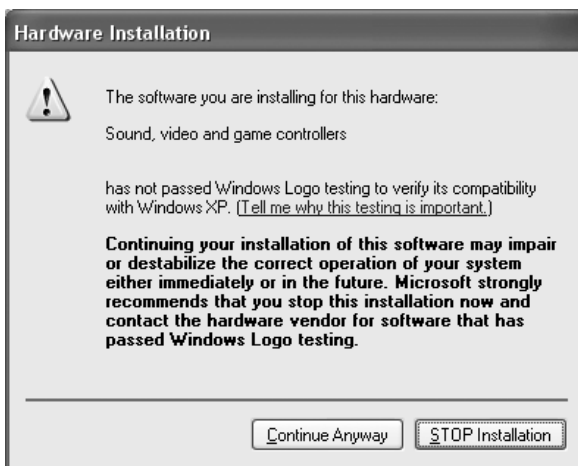 Hardware Installation
The software you are installing for this hardware:
Sound, video and game controllers
has not passed Windows Logo testing to verify its compatibility
with Windows XP. (Tell me why this testing is important.)
Continuing your installation of this software may impair
or destabilize the correct operation of your system
either immediately or in the future. Microsoft strongly
recommends that you stop this installation now and
contact the hardware vendor for software that has
passed Windows Logo testing.
Continue Anyway
STOP Installation